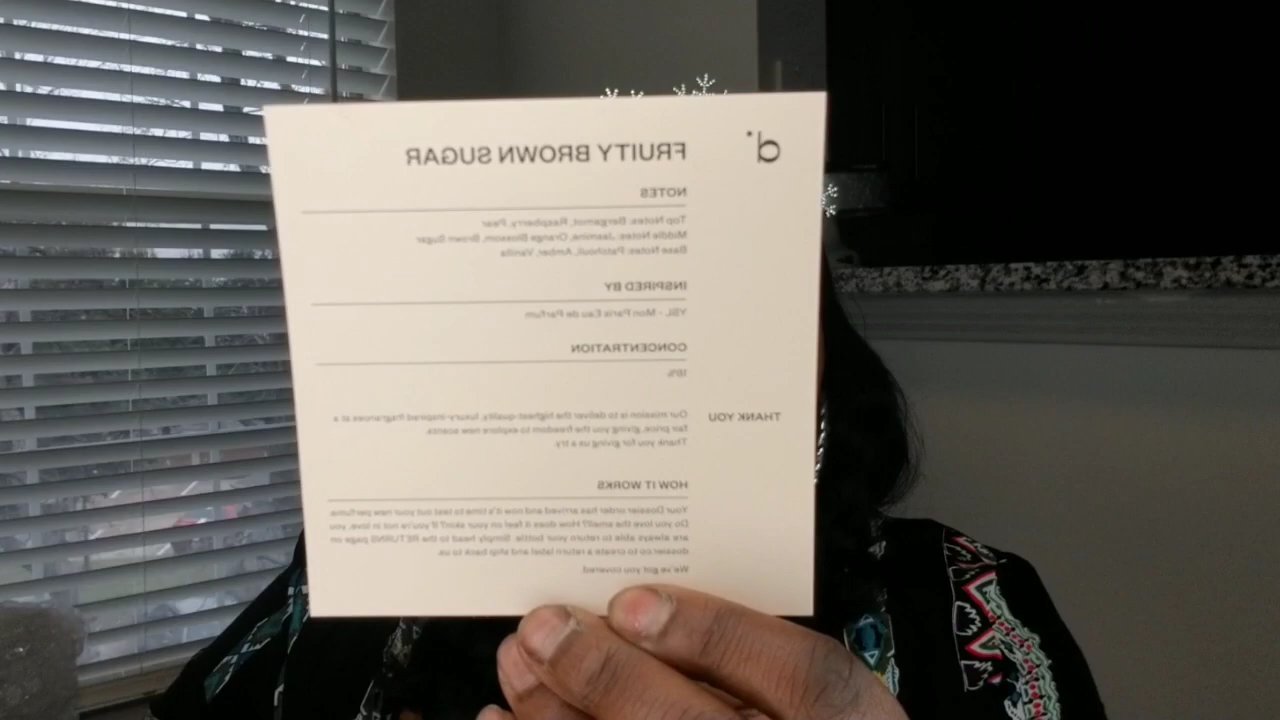 d.
FRUITY BROWN SUGAR
NOTES
Top Notes: Bergamot, Raspberry, Pear
Middle Notes: Jasmine, Orange Blossom, Brown Sugar
Base Notes: Patchouli, Amber, Vanilla
INSPIRED BY
YSL - Mon Paris Eau de Parfum
CONCENTRATION
18%
THANK YOU
Our mission is to deliver the highest-quality, luxury-inspired fragrances at a
fair price, giving you the freedom to explore new scents.
Thank you for giving us a try.
HOW IT WORKS
Your Dossier order has arrived and now it's time to test out your new perfume.
Do you love the smell? How does it feel on your skin? If you're not in love, you
are always able to return your bottle. Simply head to the RETURNS page on
dossier.co to create a return label and ship back to us.
We've got you covered.